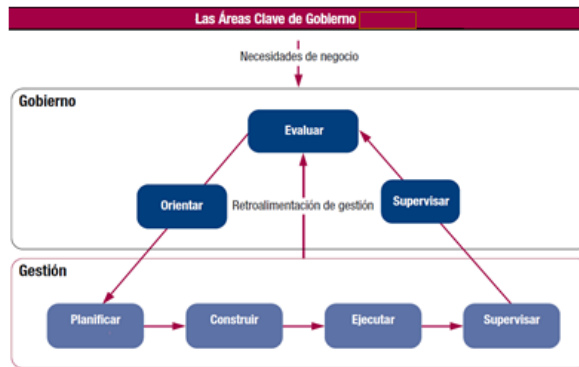 Las Áreas Clave de Gobierno
Necesidades de negocio
Gobierno
Evaluar
Orientar
Retroalimentación de gestión
Supervisar
Gestión
Planificar
Construir
Ejecutar
Supervisar